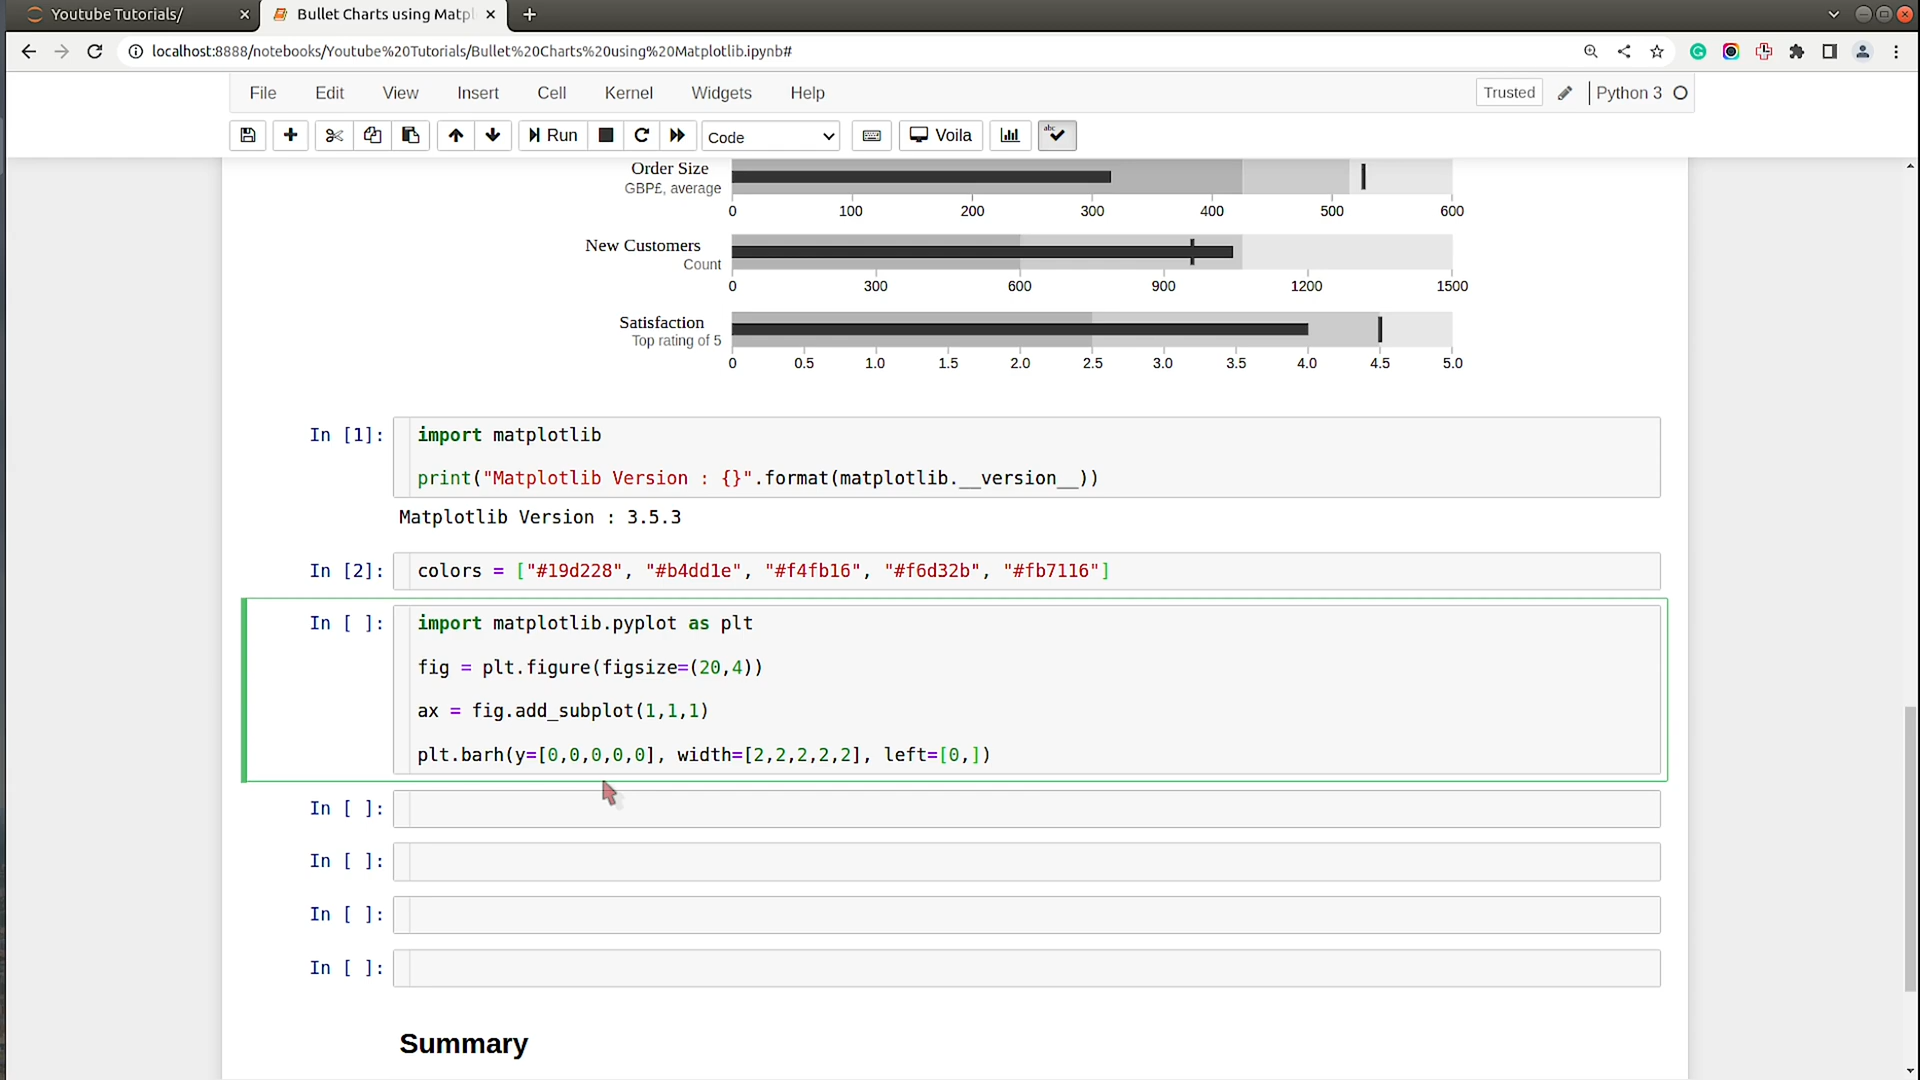 Youtube Tutorials/
Bullet Charts using Matpl
localhost:8888/notebooks/Youtube%20Tutorials/Bullet%20Charts%20using%20Matplotlib.ipynb#
File Edit View Insert Cell Kernel Widgets Help Trusted Python 3
Run Code Voila abc
Order Size
GBP£, average
0 100 200 300 400 500 600
New Customers
Count
0 300 600 900 1200 1500
Satisfaction
Top rating of 5
0 0.5 1.0 1.5 2.0 2.5 3.0 3.5 4.0 4.5 5.0
In [1]: import matplotlib
print("Matplotlib Version : {}".format(matplotlib.__version__))
Matplotlib Version : 3.5.3
In [2]: colors = ["#19d228", "#b4dd1e", "#f4fb16", "#f6d32b", "#fb7116"]
In [ ]: import matplotlib.pyplot as plt
fig = plt.figure(figsize=(20,4))
ax = fig.add_subplot(1,1,1)
plt.barh(y=[0,0,0,0,0], width=[2,2,2,2,2], left=[0,])
In [ ]:
In [ ]:
In [ ]:
In [ ]:
Summary